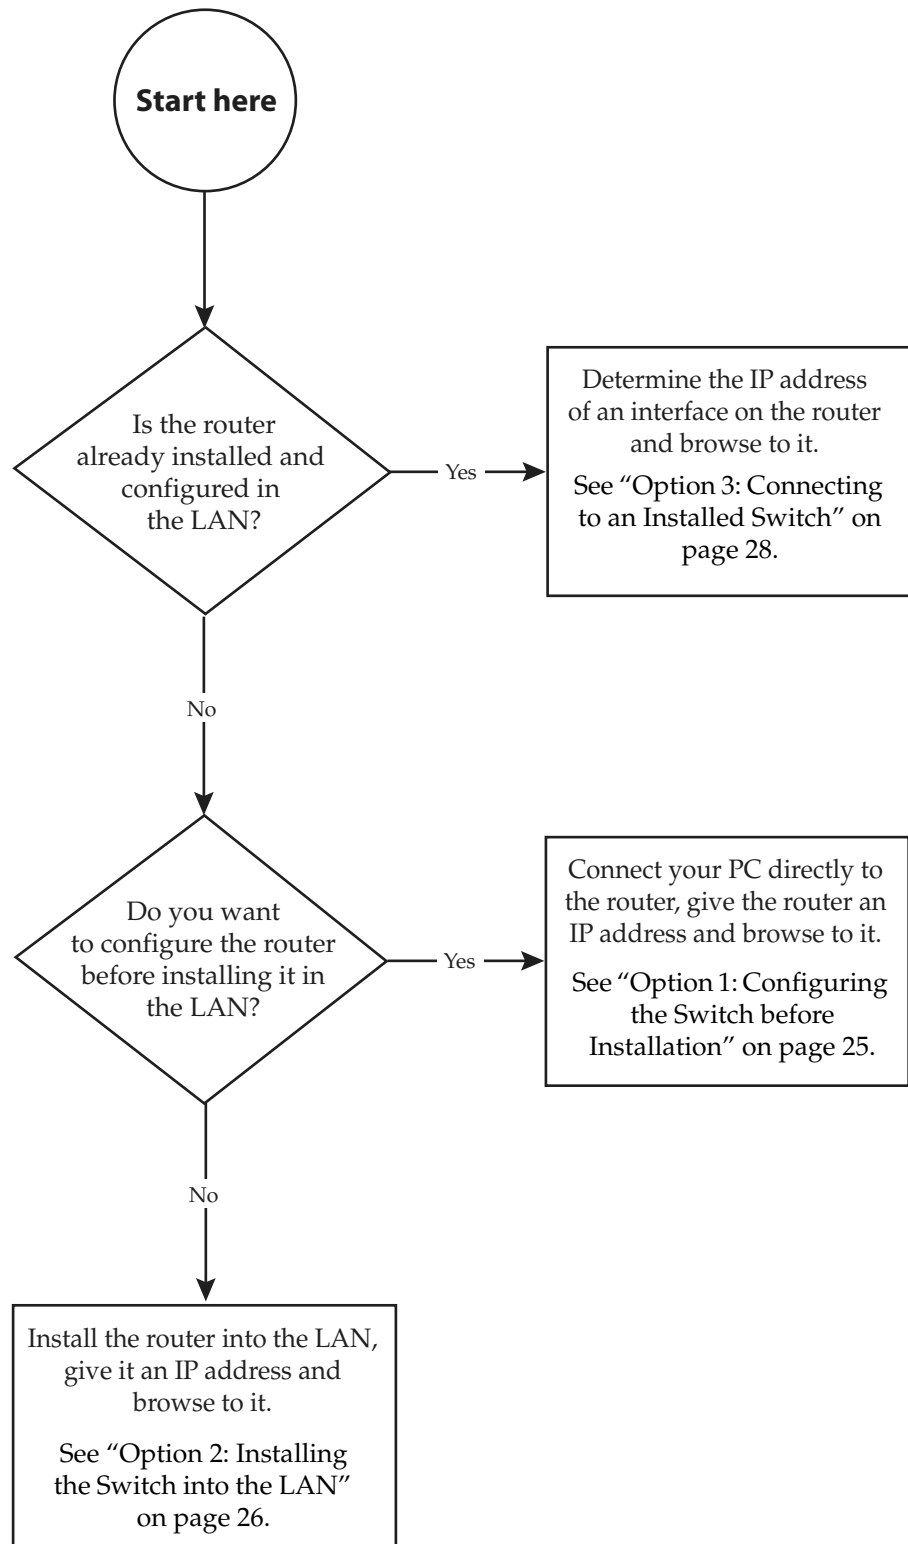 Start here
Is the router
already installed and
configured in
the LAN?
Yes
Determine the IP address
of an interface on the router
and browse to it.
See “Option 3: Connecting
to an Installed Switch” on
page 28.
No
Do you want
to configure the router
before installing it in
the LAN?
Yes
Connect your PC directly to
the router, give the router an
IP address and browse to it.
See “Option 1: Configuring
the Switch before
Installation” on page 25.
No
Install the router into the LAN,
give it an IP address and
browse to it.
See “Option 2: Installing
the Switch into the LAN”
on page 26.